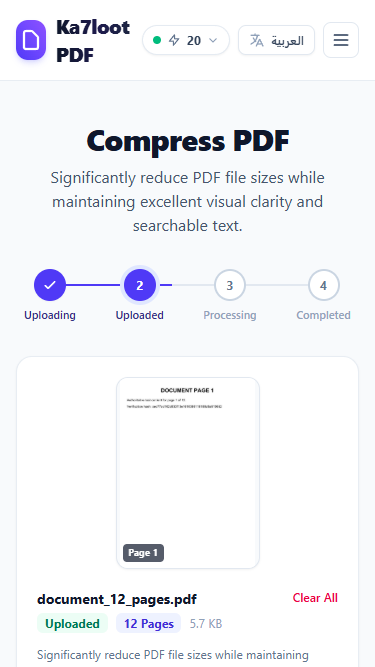 Ka7loot
PDF
20
العربية
Compress PDF
Significantly reduce PDF file sizes while
maintaining excellent visual clarity and
searchable text.
2
3
4
Uploading
Uploaded
Processing
Completed
DOCUMENT PAGE 1
Page 1
document_12_pages.pdf
Clear All
Uploaded
12 Pages
5.7 KB
Significantly reduce PDF file sizes while maintaining